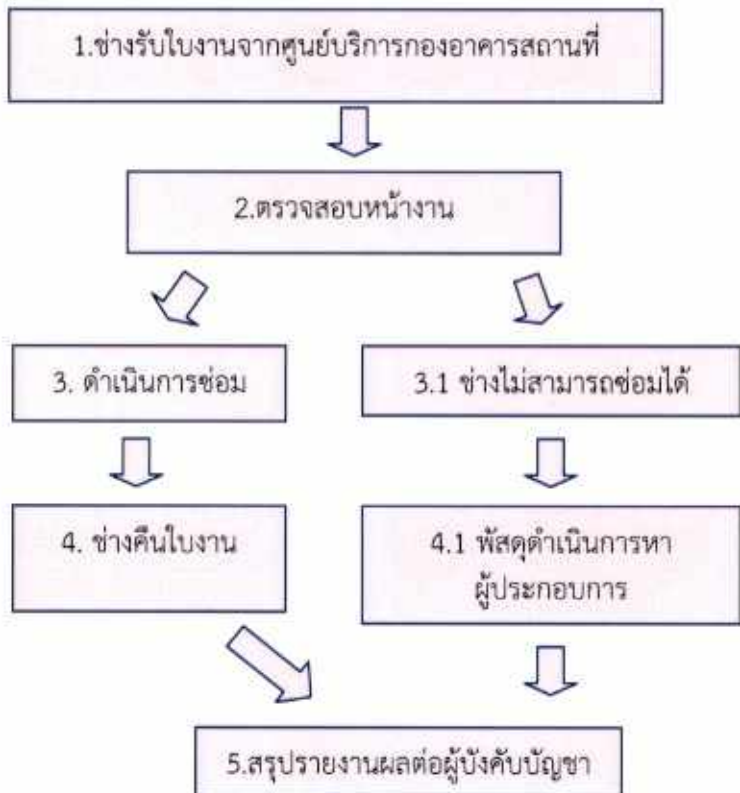 1.ช่างรับใบงานจากศูนย์บริการกองอาคารสถานที่
2.ตรวจสอบหน้างาน
3. ดำเนินการซ่อม
3.1 ช่างไม่สามารถซ่อมได้
4. ช่างคืนใบงาน
4.1 พัสดุดำเนินการหา
ผู้ประกอบการ
5.สรุปรายงานผลต่อผู้บังคับบัญชา